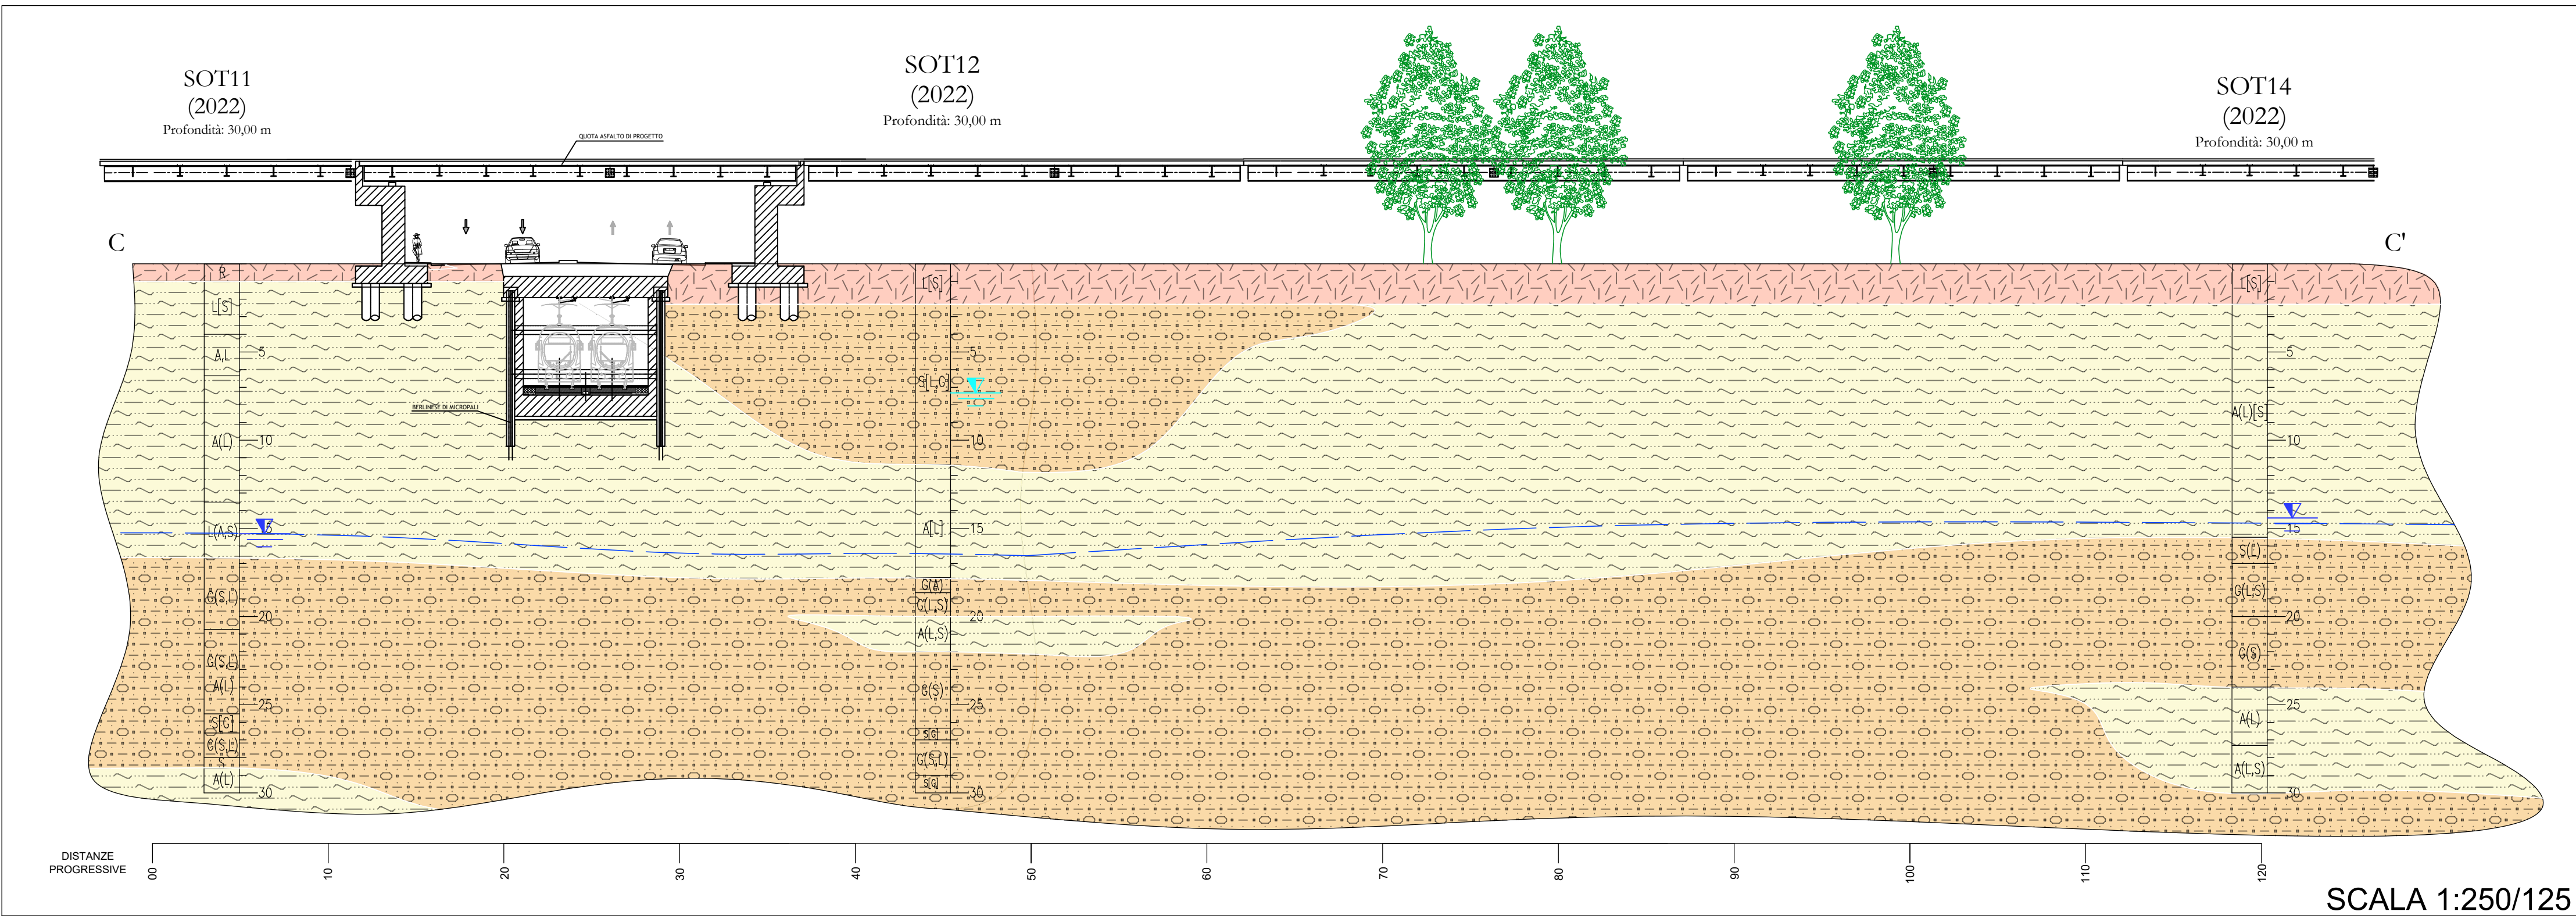 SOT11
(2022)
Profondità: 30,00 m
SOT12
(2022)
Profondità: 30,00 m
SOT14
(2022)
Profondità: 30,00 m
QUOTA ASFALTO DI PROGETTO
C
C'
R
L[S]
A,L
5
A(L)
10
L(A,S)
15
G(S,L)
20
G(S,L)
A(L)
25
S[G]
G(S,L)
S
A(L)
30
BERLINESE DI MICROPALI
L[S]
5
S[L,G]
10
A[L]
15
G(A)
G(L,S)
20
A(L,S)
G(S)
25
S[G]
G(S,L)
S[G]
30
L[S]
5
A(L)[S
10
15
S(L)
G(L,S)
20
G(S)
25
A(L)
A(L,S)
30
DISTANZE
PROGRESSIVE
00
10
20
30
40
50
60
70
80
90
100
110
120
SCALA 1:250/125